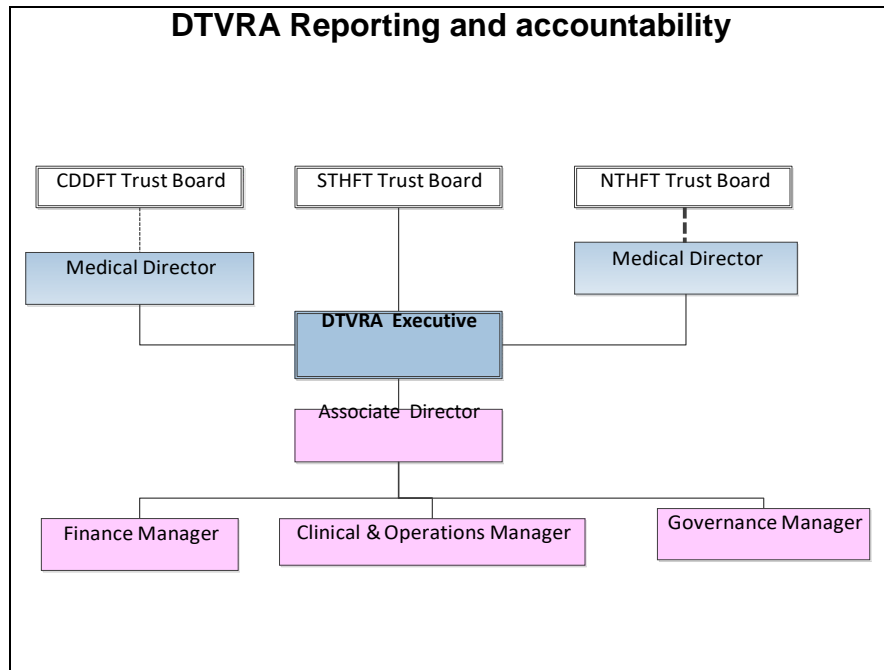 DTVRA Reporting and accountability
CDDFT Trust Board
STHFT Trust Board
NTHFT Trust Board
Medical Director
Medical Director
DTVRA Executive
Associate Director
Finance Manager
Clinical & Operations Manager
Governance Manager